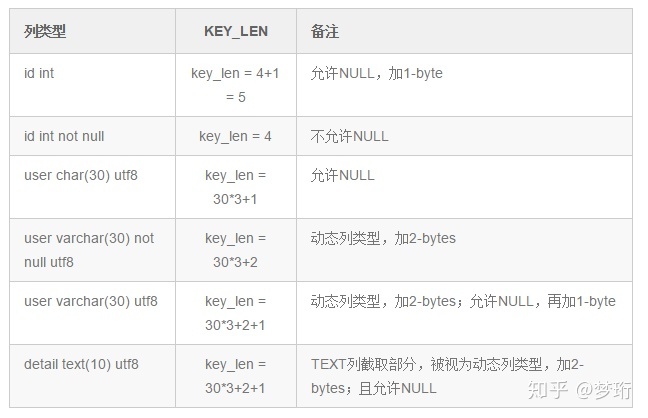 列类型 KEY_LEN 备注
id int key_len = 4+1 允许NULL，加1-byte
= 5
id int not null key_len = 4 不允许NULL
user char(30) utf8 key_len = 允许NULL
30*3+1
user varchar(30) not key_len = 动态列类型，加2-bytes
null utf8 30*3+2
user varchar(30) utf8 key_len = 动态列类型，加2-bytes；允许NULL，再加1-byte
30*3+2+1
detail text(10) utf8 key_len = TEXT列截取部分，被视为动态列类型，加2-
30*3+2+1 bytes；且允许NULL
知乎 @梦珩